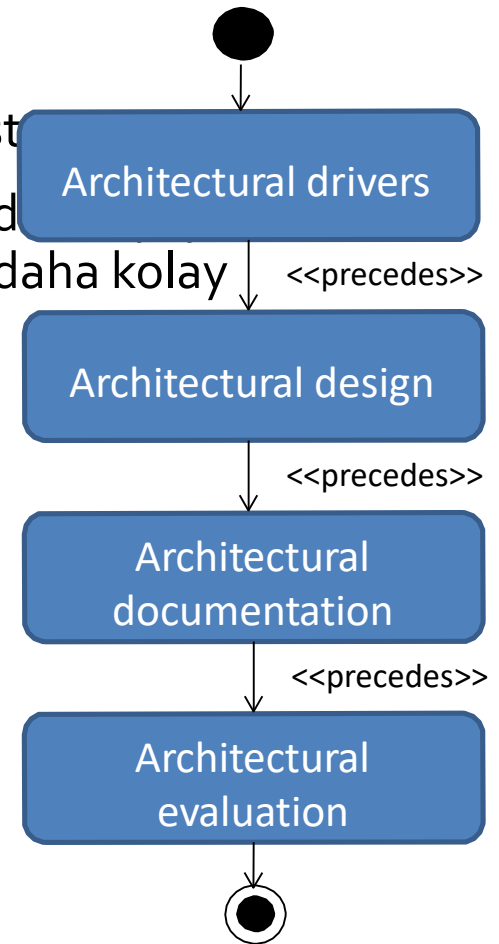 Architectural drivers
daha kolay
<<precedes>>
Architectural design
<<precedes>>
Architectural
documentation
<<precedes>>
Architectural
evaluation